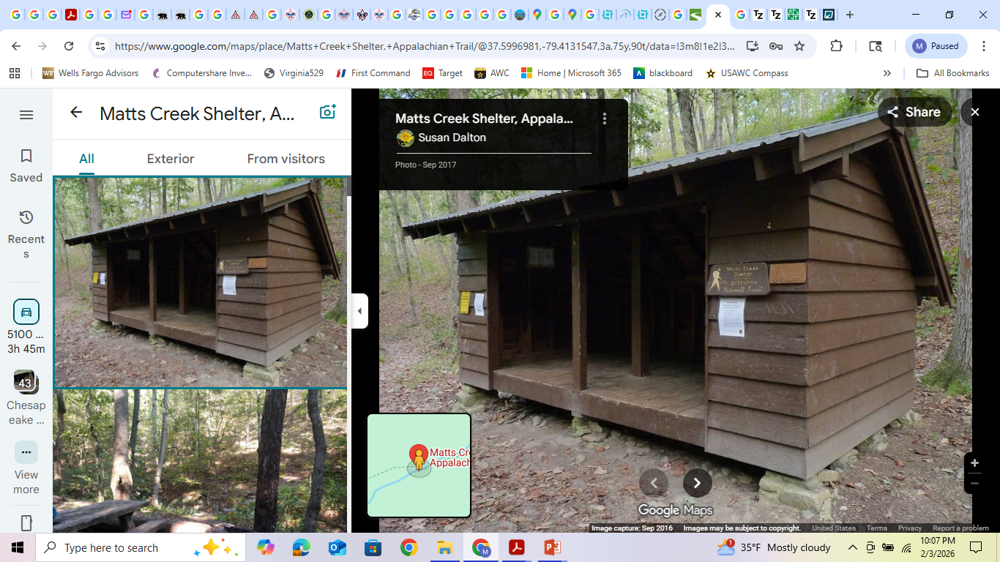 https://www.google.com/maps/place/Matts+Creek+Shelter,+Appalachian+Trail/@37.5996981,-79.4131547,3a,75y,90t/data=!3m8!1e2!3...
M Paused
Wells Fargo Advisors
Computershare Inve...
Virginia529
First Command
EQ Target
AWC
Home | Microsoft 365
blackboard
USAWC Compass
All Bookmarks
Matts Creek Shelter, A...
All
Exterior
From visitors
Saved
Recent
s
5100 ...
3h 45m
43
Chesap
eake ...
View
more
Matts Creek Shelter, Appala...
Susan Dalton
Photo - Sep 2017
Share
Matts Creek
Shelter
JEFFERSON
National Forest
Matts Cr
Appalach
Google Maps
Image capture: Sep 2016
Images may be subject to copyright.
United States
Terms
Privacy
Report a problem
Type here to search
35°F Mostly cloudy
10:07 PM
2/3/2026